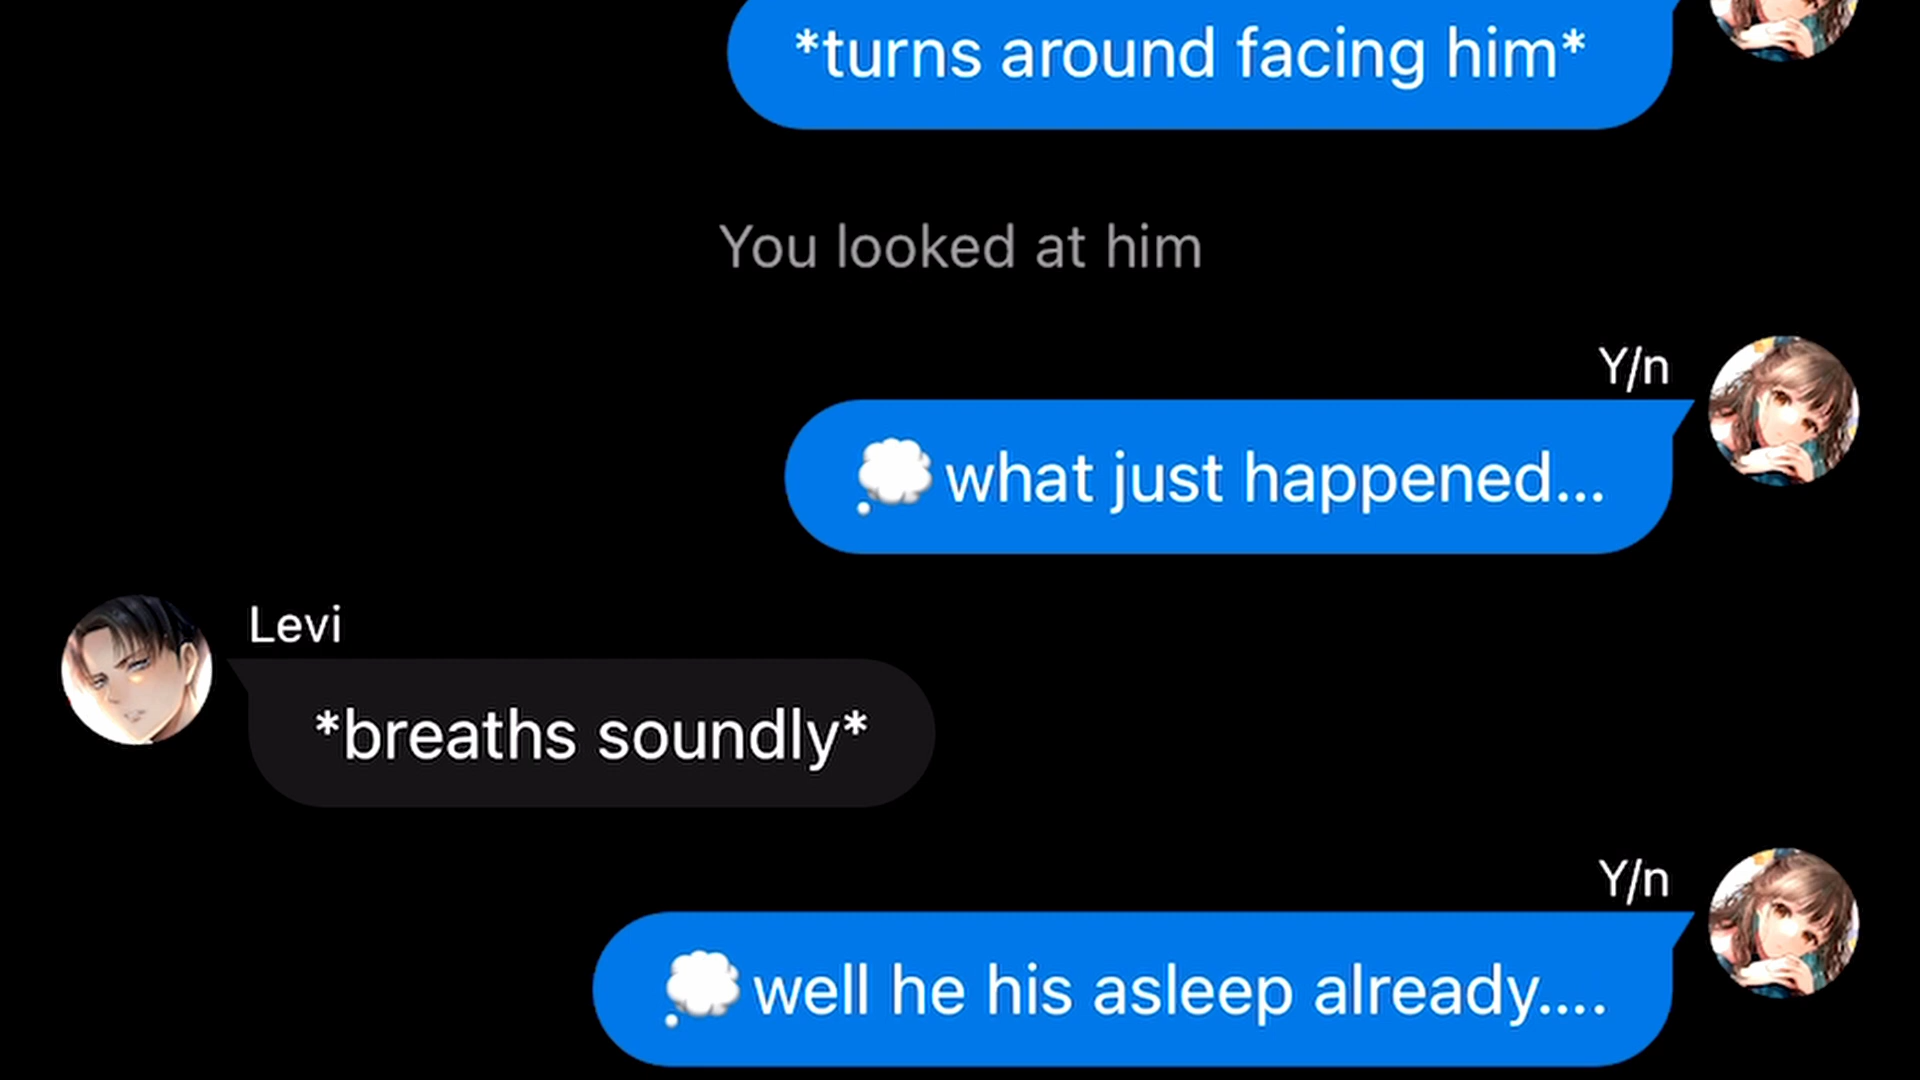 *turns around facing him*
You looked at him
Y/n
💭 what just happened...
Levi
*breaths soundly*
Y/n
💭 well he his asleep already....